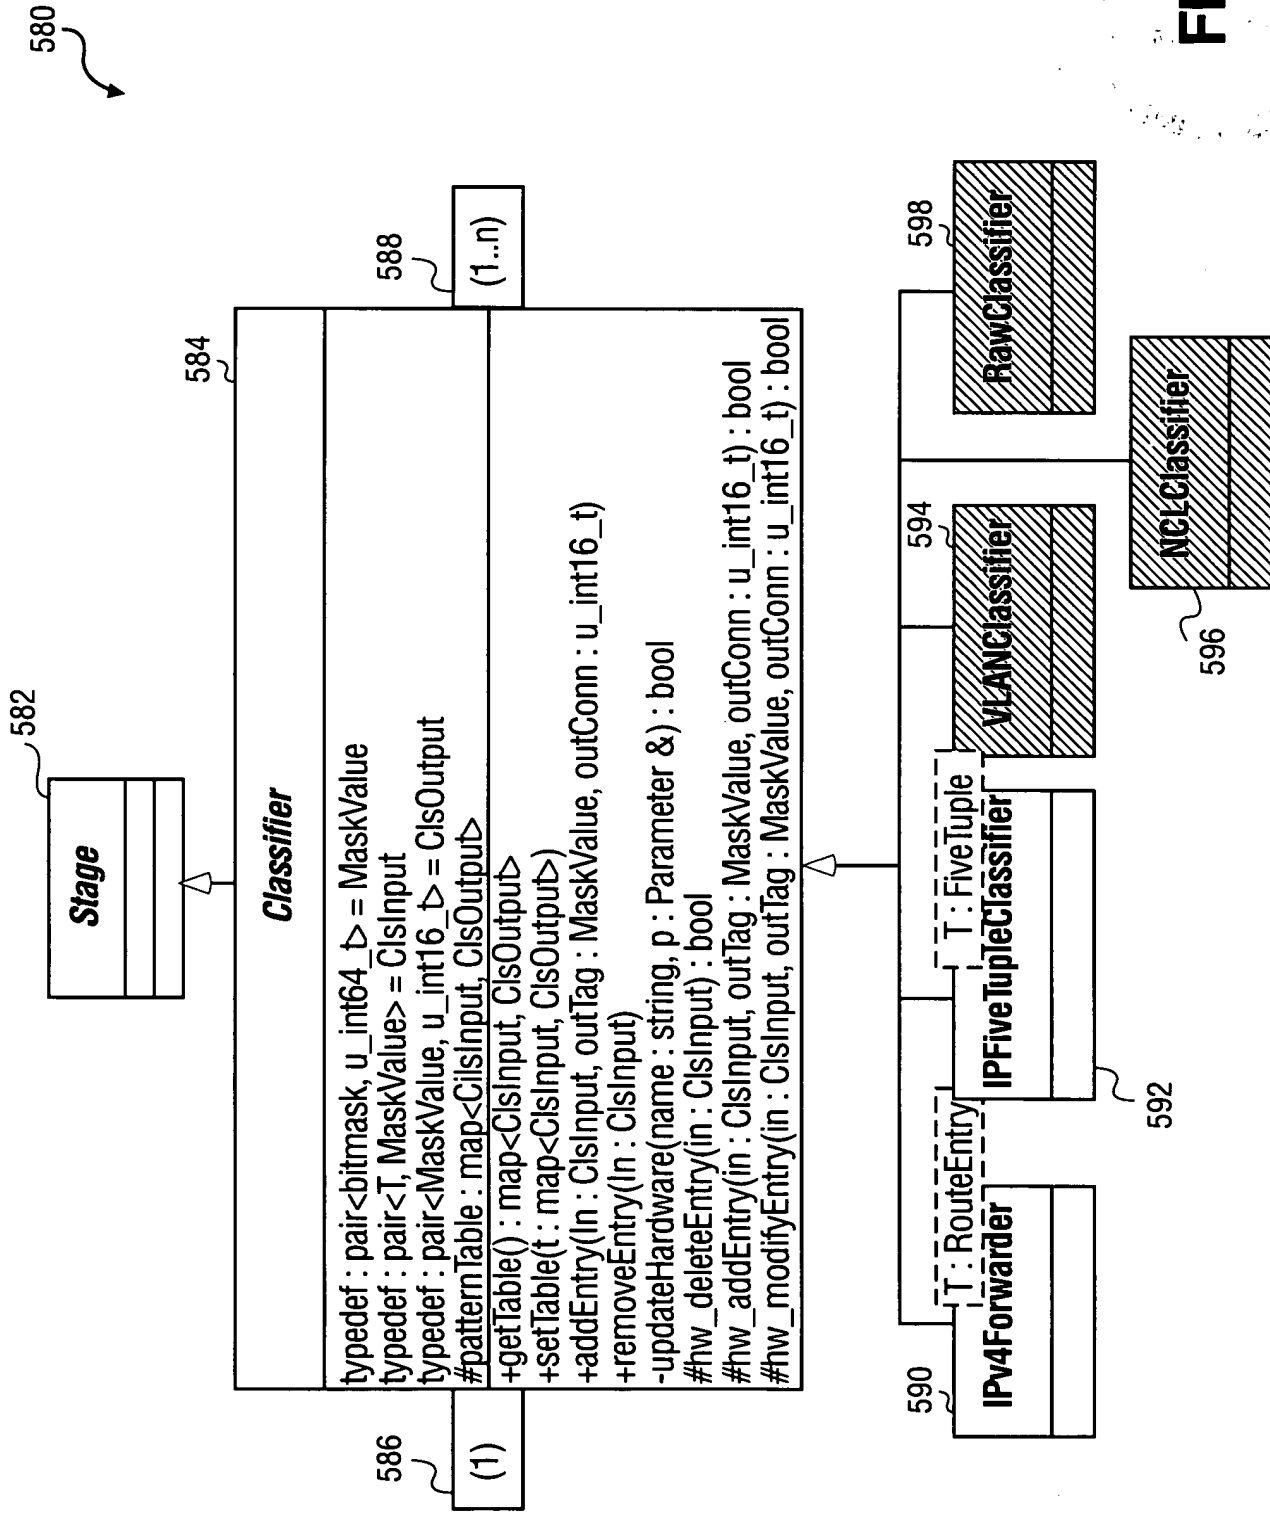 580
582
Stage
584
Classifier
typedef : pair<bitmask, u_int64_t> = MaskValue
typedef : pair<T, MaskValue> = ClsInput
typedef : pair<MaskValue, u_int16_t> = ClsOutput
#patternTable : map<CilsInput, ClsOutput>
586
(1)
588
(1..n)
+getTable() : map<ClsInput, ClsOutput>
+setTable(t : map<ClsInput, ClsOutput>)
+addEntry(In : ClsInput, outTag : MaskValue, outConn : u_int16_t)
+removeEntry(In : ClsInput)
-updateHardware(name : string, p : Parameter &) : bool
#hw_deleteEntry(in : ClsInput) : bool
#hw_addEntry(in : ClsInput, outTag : MaskValue, outConn : u_int16_t) : bool
#hw_modifyEntry(in : ClsInput, outTag : MaskValue, outConn : u_int16_t) : bool
590
T : RouteEntry
IPv4Forwarder
T : FiveTuple
IPFiveTupleClassifier
592
594
VLANClassifier
598
RawClassifier
596
NCLClassifier